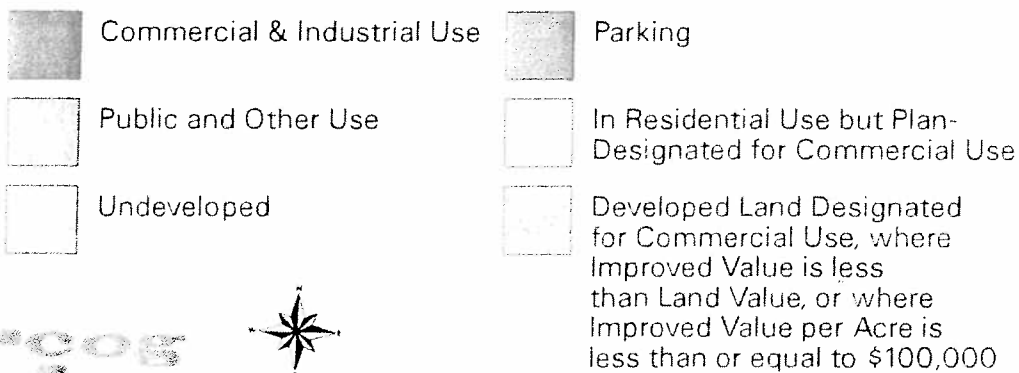 Commercial & Industrial Use
Public and Other Use
Undeveloped
Parking
In Residential Use but Plan-
Designated for Commercial Use
Developed Land Designated
for Commercial Use, where
Improved Value is less
than Land Value, or where
Improved Value per Acre is
less than or equal to $100,000